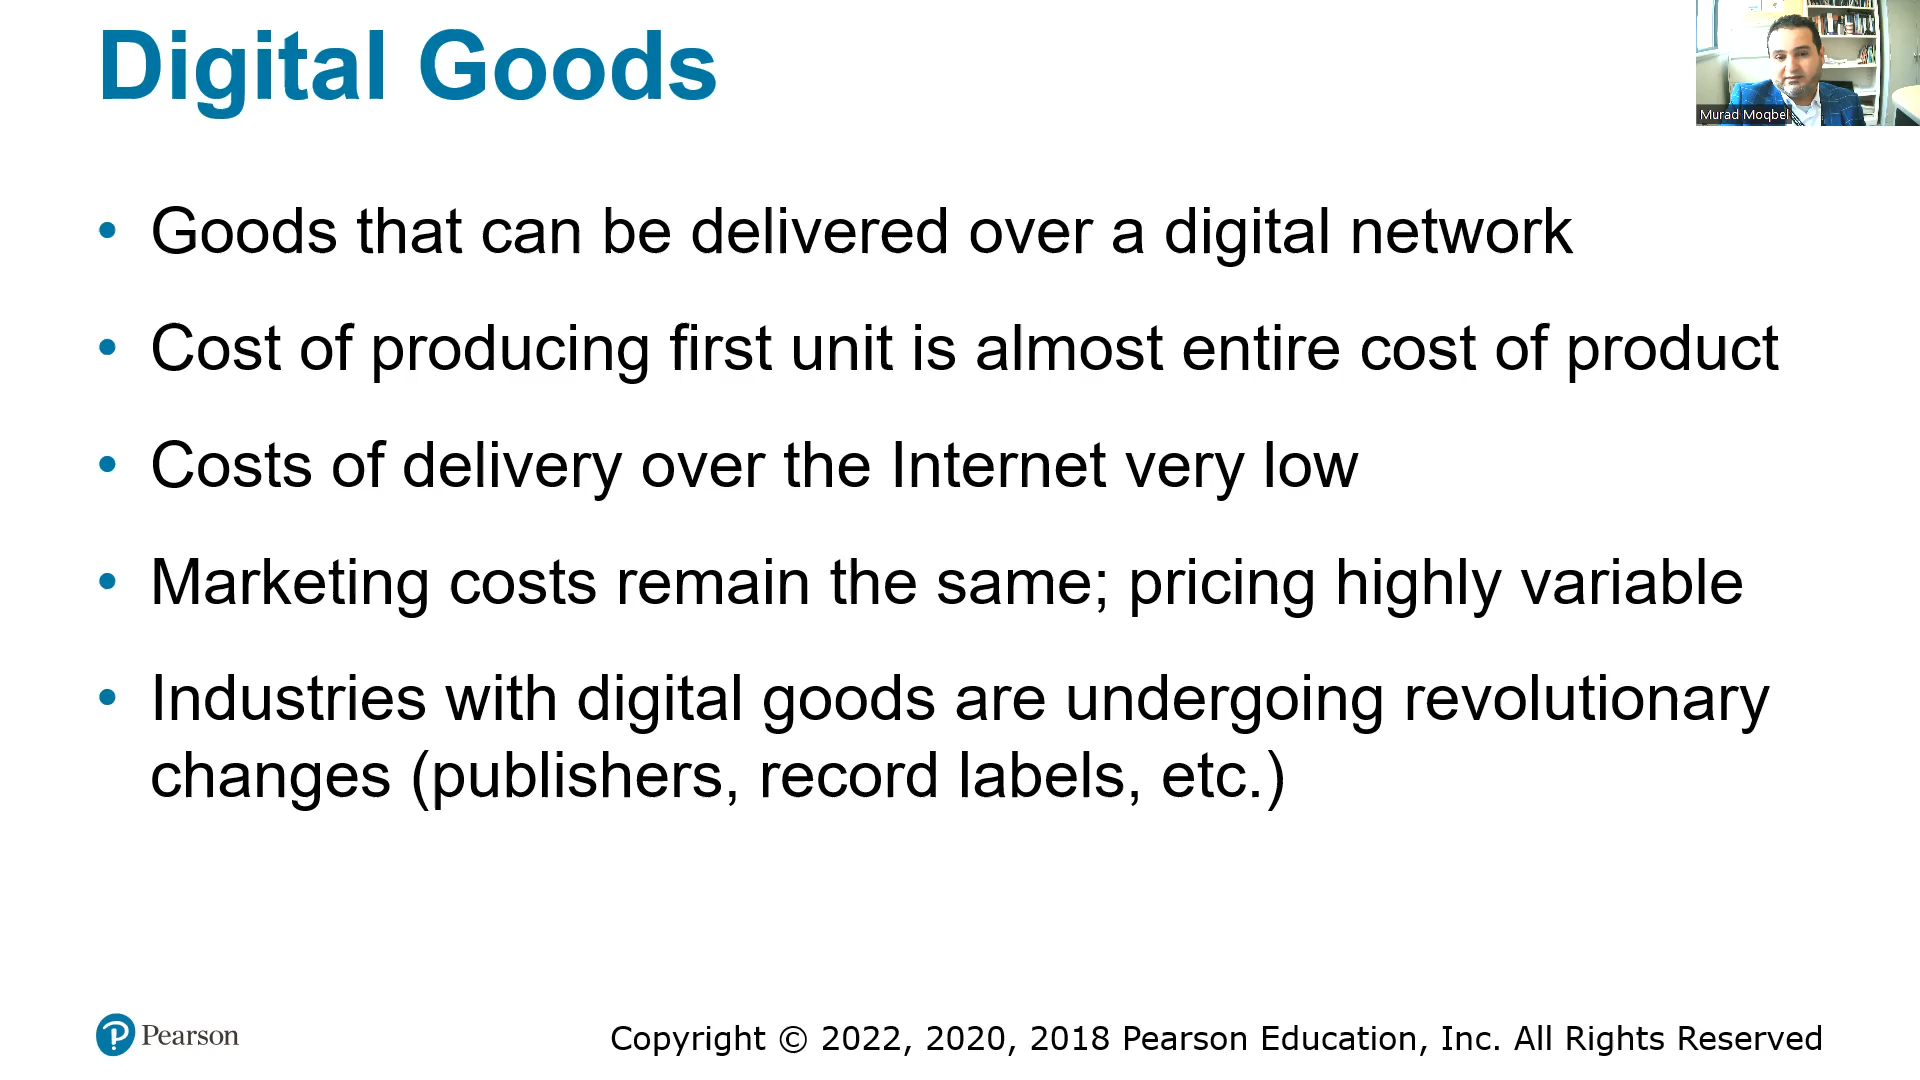 Digital Goods
Murad Moqbel
• Goods that can be delivered over a digital network
• Cost of producing first unit is almost entire cost of product
• Costs of delivery over the Internet very low
• Marketing costs remain the same; pricing highly variable
• Industries with digital goods are undergoing revolutionary
changes (publishers, record labels, etc.)
Pearson
Copyright © 2022, 2020, 2018 Pearson Education, Inc. All Rights Reserved